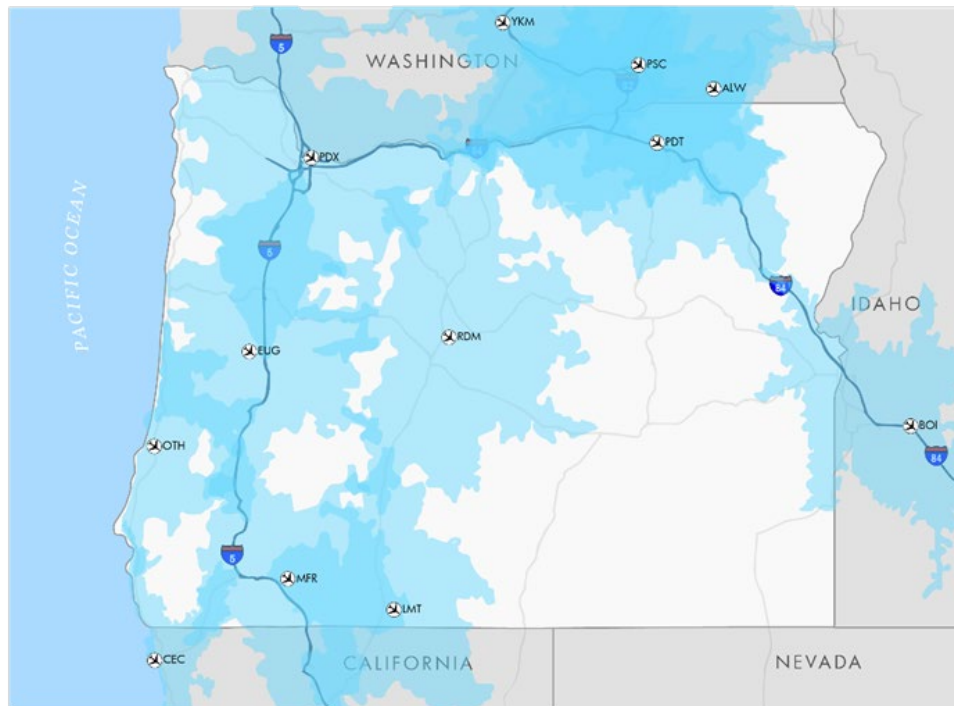 YKM
5
WASHINGTON
PSC
ALW
PDX
PDT
PACIFIC OCEAN
5
84
IDAHO
EUG
RDM
OTH
BOI
84
5
MFR
LMT
CEC
CALIFORNIA
NEVADA